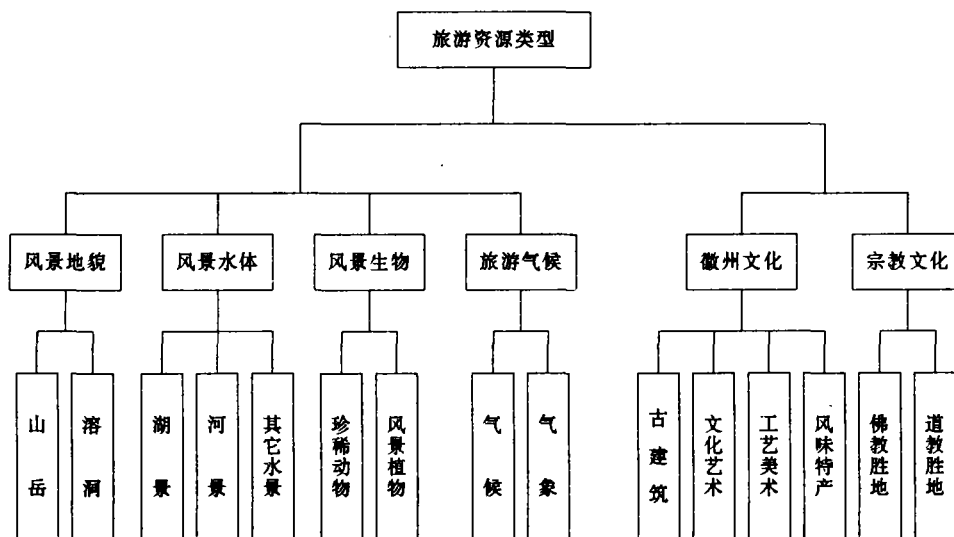 旅游资源类型
风景地貌
风景水体
风景生物
旅游气候
徽州文化
宗教文化
山岳
溶洞
湖景
河景
其它水景
珍稀动物
风景植物
气候
气象
古建筑
文化艺术
工艺美术
风味特产
佛教胜地
道教胜地